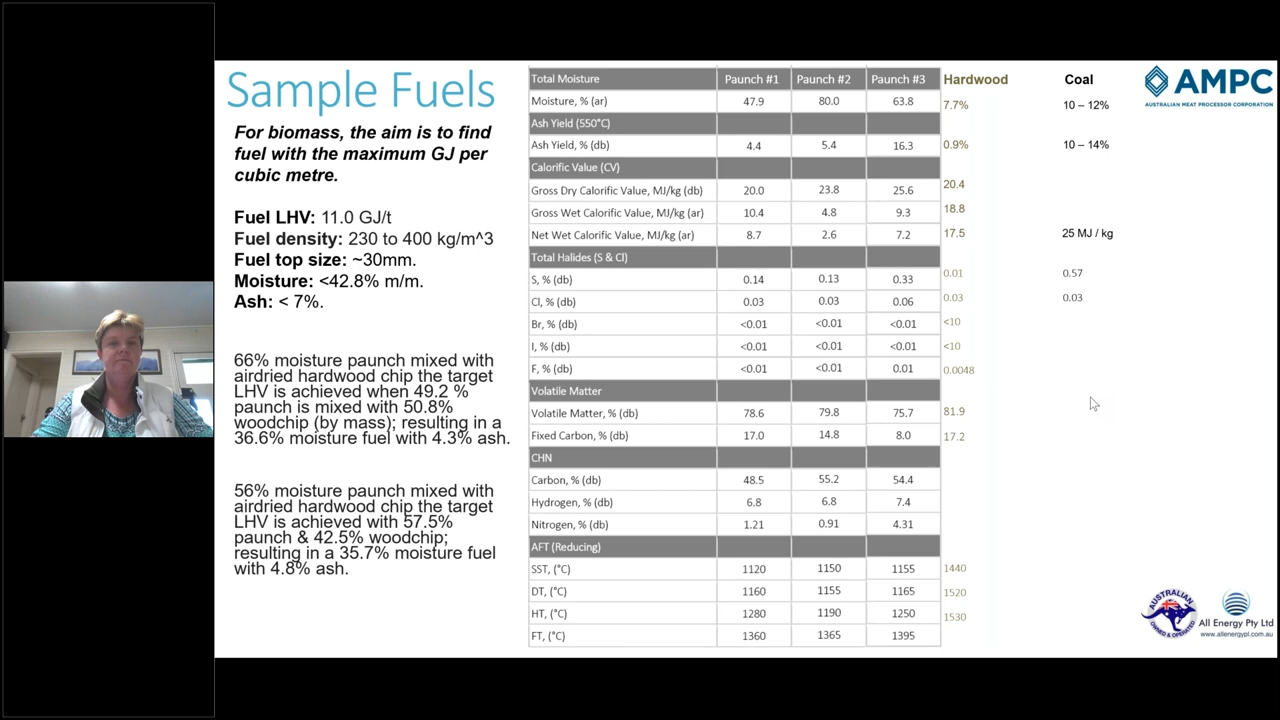 Sample Fuels
For biomass, the aim is to find
fuel with the maximum GJ per
cubic metre.
Fuel LHV: 11.0 GJ/t
Fuel density: 230 to 400 kg/m^3
Fuel top size: ~30mm.
Moisture: <42.8% m/m.
Ash: < 7%.
66% moisture paunch mixed with
airdried hardwood chip the target
LHV is achieved when 49.2 %
paunch is mixed with 50.8%
woodchip (by mass); resulting in a
36.6% moisture fuel with 4.3% ash.
56% moisture paunch mixed with
airdried hardwood chip the target
LHV is achieved with 57.5%
paunch & 42.5% woodchip;
resulting in a 35.7% moisture fuel
with 4.8% ash.
Total Moisture Paunch #1 Paunch #2 Paunch #3 Hardwood Coal
Moisture, % (ar) 47.9 80.0 63.8 7.7% 10 – 12%
Ash Yield (550°C)
Ash Yield, % (db) 4.4 5.4 16.3 0.9% 10 – 14%
Calorific Value (CV)
Gross Dry Calorific Value, MJ/kg (db) 20.0 23.8 25.6 20.4
Gross Wet Calorific Value, MJ/kg (ar) 10.4 4.8 9.3 18.8
Net Wet Calorific Value, MJ/kg (ar) 8.7 2.6 7.2 17.5 25 MJ / kg
Total Halides (S & Cl)
S, % (db) 0.14 0.13 0.33 0.01 0.57
Cl, % (db) 0.03 0.03 0.06 0.03 0.03
Br, % (db) <0.01 <0.01 <0.01 <10
I, % (db) <0.01 <0.01 <0.01 <10
F, % (db) <0.01 <0.01 0.01 0.0048
Volatile Matter
Volatile Matter, % (db) 78.6 79.8 75.7 81.9
Fixed Carbon, % (db) 17.0 14.8 8.0 17.2
CHN
Carbon, % (db) 48.5 55.2 54.4
Hydrogen, % (db) 6.8 6.8 7.4
Nitrogen, % (db) 1.21 0.91 4.31
AFT (Reducing)
SST, (°C) 1120 1150 1155 1440
DT, (°C) 1160 1155 1165 1520
HT, (°C) 1280 1190 1250 1530
FT, (°C) 1360 1365 1395
AMPC
AUSTRALIAN MEAT PROCESSOR CORPORATION
AUSTRALIAN
OWNED & OPERATED
All Energy Pty Ltd
www.allenergypl.com.au